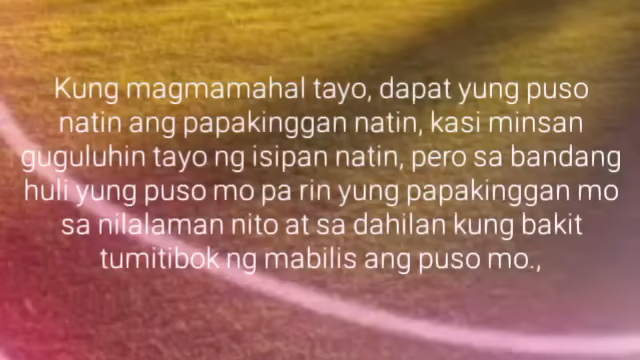 Kung magmamahal tayo, dapat yung puso
natin ang papakinggan natin, kasi minsan
guguluhin tayo ng isipan natin, pero sa bandang
huli yung puso mo pa rin yung papakinggan mo
sa nilalaman nito at sa dahilan kung bakit
tumitibok ng mabilis ang puso mo.,